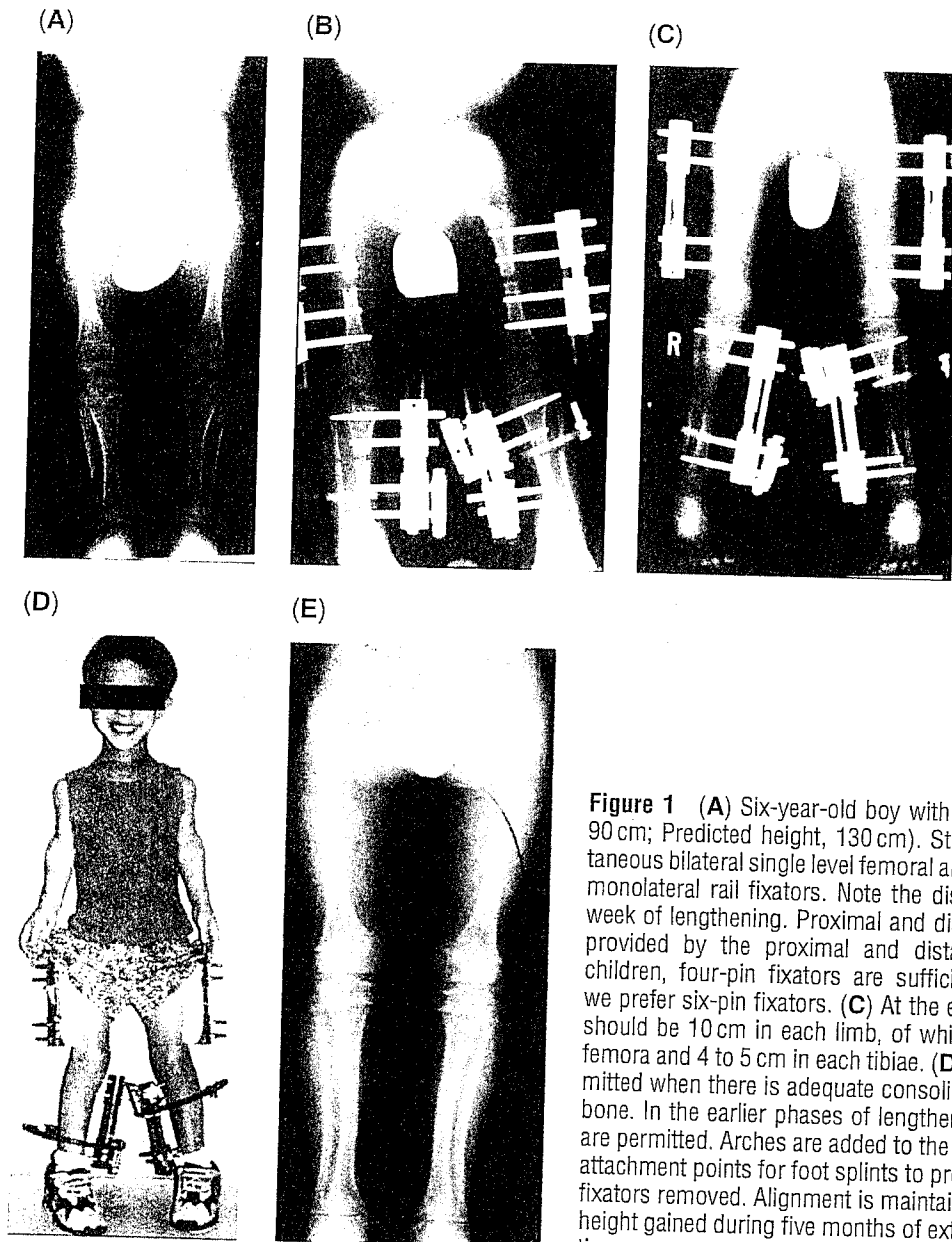 (A)
(B)
(C)
R
(D)
(E)
Figure 1 (A) Six-year-old boy with
90 cm; Predicted height, 130 cm). St
taneous bilateral single level femoral a
monolateral rail fixators. Note the dis
week of lengthening. Proximal and di
provided by the proximal and dista
children, four-pin fixators are suffic
we prefer six-pin fixators. (C) At the e
should be 10 cm in each limb, of whi
femora and 4 to 5 cm in each tibiae. (D
mitted when there is adequate consoli
bone. In the earlier phases of lengther
are permitted. Arches are added to the
attachment points for foot splints to pr
fixators removed. Alignment is maintai
height gained during five months of ext